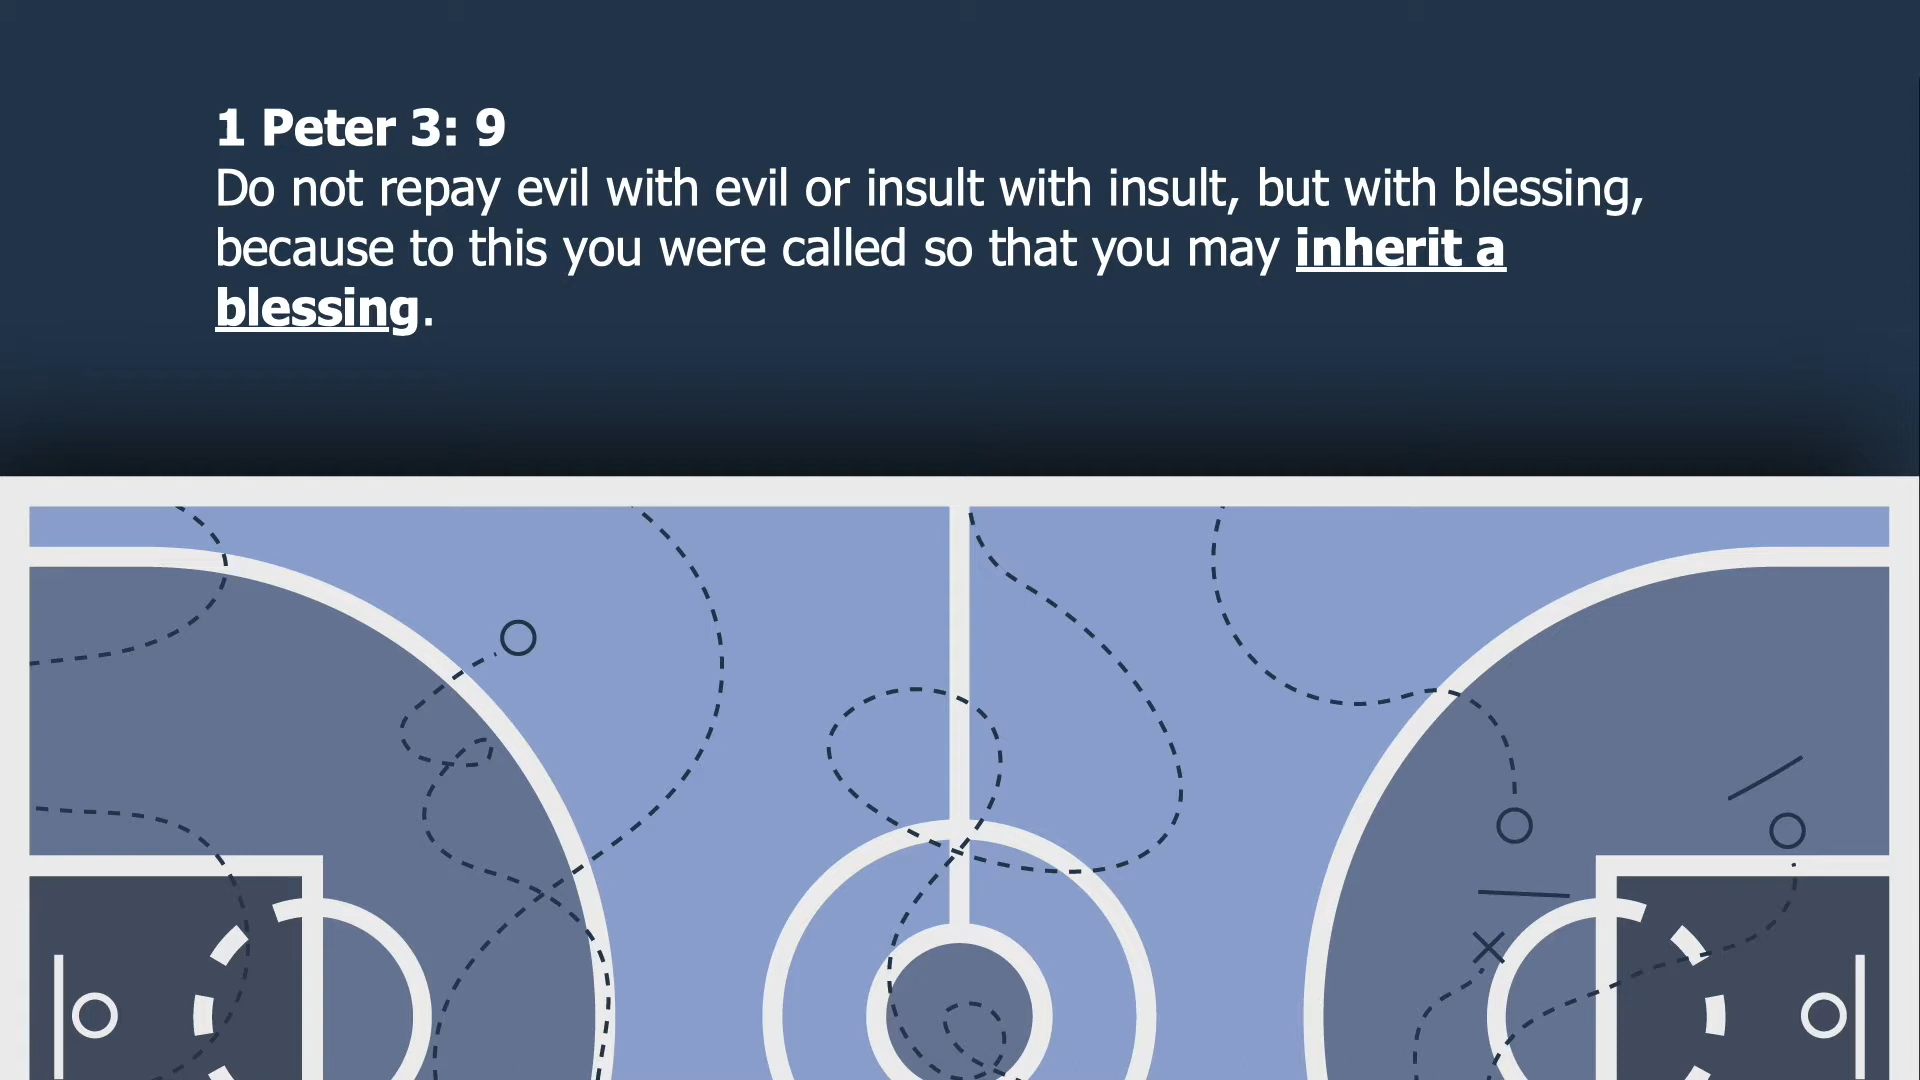 1 Peter 3: 9
Do not repay evil with evil or insult with insult, but with blessing,
because to this you were called so that you may inherit a
blessing.